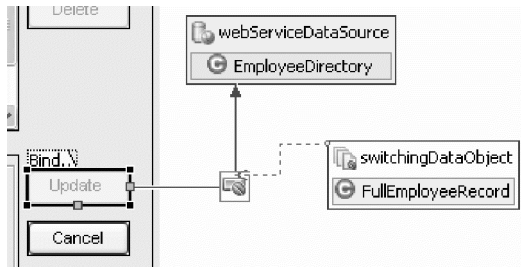 Delete
webServiceDataSource
EmployeeDirectory
switchingDataObject
FullEmployeeRecord
Bind..\
Update
Cancel